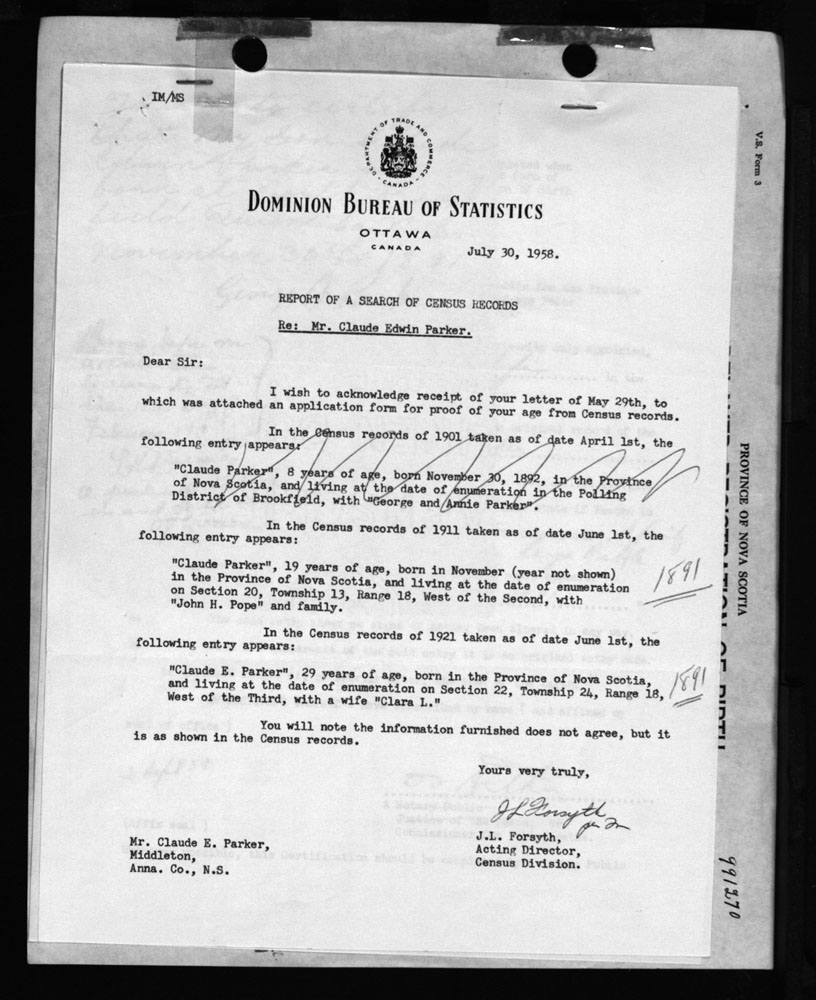 IM/MS
DEPARTMENT OF TRADE AND COMMERCE
CANADA
DOMINION BUREAU OF STATISTICS
OTTAWA
CANADA
July 30, 1958.
REPORT OF A SEARCH OF CENSUS RECORDS
Re: Mr. Claude Edwin Parker.
Dear Sir:
I wish to acknowledge receipt of your letter of May 29th, to
which was attached an application form for proof of your age from Census records.
In the Census records of 1901 taken as of date April 1st, the
following entry appears:
"Claude Parker", 8 years of age, born November 30, 1892, in the Province
of Nova Scotia, and living at the date of enumeration in the Polling
District of Brookfield, with "George and Annie Parker".
In the Census records of 1911 taken as of date June 1st, the
following entry appears:
"Claude Parker", 19 years of age, born in November (year not shown)
in the Province of Nova Scotia, and living at the date of enumeration
on Section 20, Township 13, Range 18, West of the Second, with
"John H. Pope" and family.
1891
In the Census records of 1921 taken as of date June 1st, the
following entry appears:
"Claude E. Parker", 29 years of age, born in the Province of Nova Scotia,
and living at the date of enumeration on Section 22, Township 24, Range 18,
West of the Third, with a wife "Clara L."
1891
You will note the information furnished does not agree, but it
is as shown in the Census records.
Yours very truly,
J L Forsyth
J.L. Forsyth,
Acting Director,
Census Division.
Mr. Claude E. Parker,
Middleton,
Anna. Co., N.S.
V.S. Form 3
PROVINCE OF NOVA SCOTIA
REGISTRATION OF BIRTH
991270